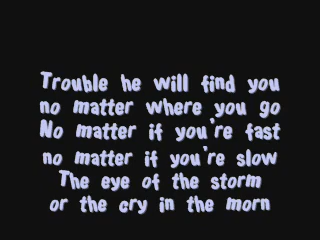 Trouble he will find you
no matter where you go
No matter if you're fast
no matter if you're slow
The eye of the storm
or the cry in the morn